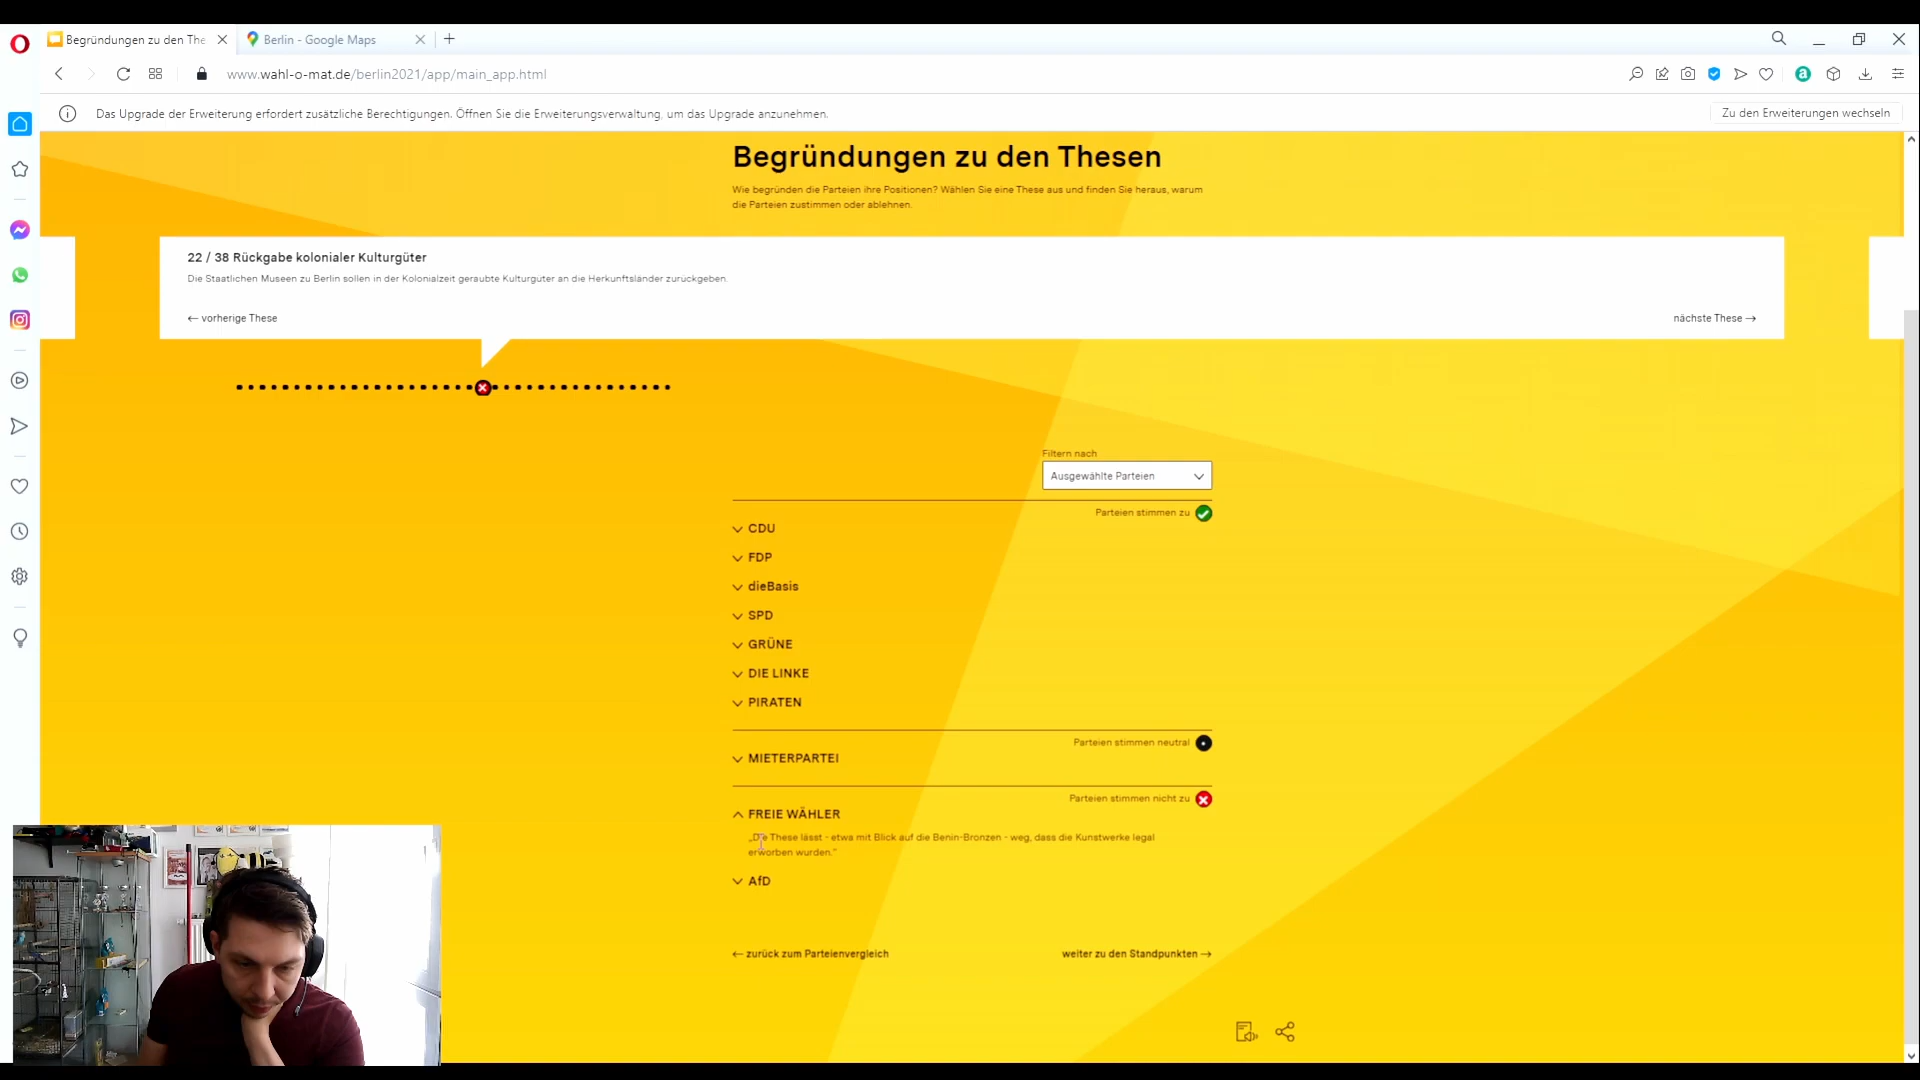 Begründungen zu den The
Berlin - Google Maps
www.wahl-o-mat.de/berlin2021/app/main_app.html
Das Upgrade der Erweiterung erfordert zusätzliche Berechtigungen. Öffnen Sie die Erweiterungsverwaltung, um das Upgrade anzunehmen.
Zu den Erweiterungen wechseln
Begründungen zu den Thesen
Wie begründen die Parteien ihre Positionen? Wählen Sie eine These aus und finden Sie heraus, warum
die Parteien zustimmen oder ablehnen.
22 / 38 Rückgabe kolonialer Kulturgüter
Die Staatlichen Museen zu Berlin sollen in der Kolonialzeit geraubte Kulturgüter an die Herkunftsländer zurückgeben.
← vorherige These
nächste These →
Filtern nach
Ausgewählte Parteien
Parteien stimmen zu
CDU
FDP
dieBasis
SPD
GRÜNE
DIE LINKE
PIRATEN
Parteien stimmen neutral
MIETERPARTEI
Parteien stimmen nicht zu
FREIE WÄHLER
„Die These lässt - etwa mit Blick auf die Benin-Bronzen - weg, dass die Kunstwerke legal
erworben wurden."
AfD
← zurück zum Parteienvergleich
weiter zu den Standpunkten →